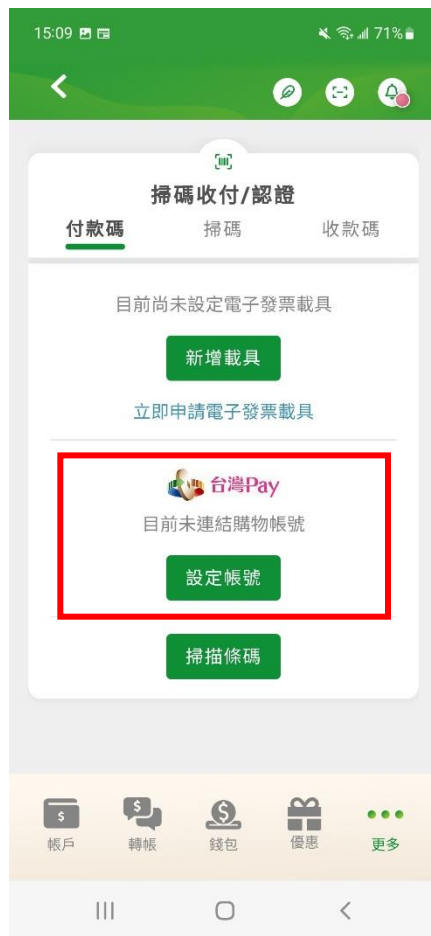 15:09 71%
掃碼收付/認證
付款碼 掃碼 收款碼
目前尚未設定電子發票載具
新增載具
立即申請電子發票載具
台灣Pay
目前未連結購物帳號
設定帳號
掃描條碼
帳戶 轉帳 錢包 優惠 更多